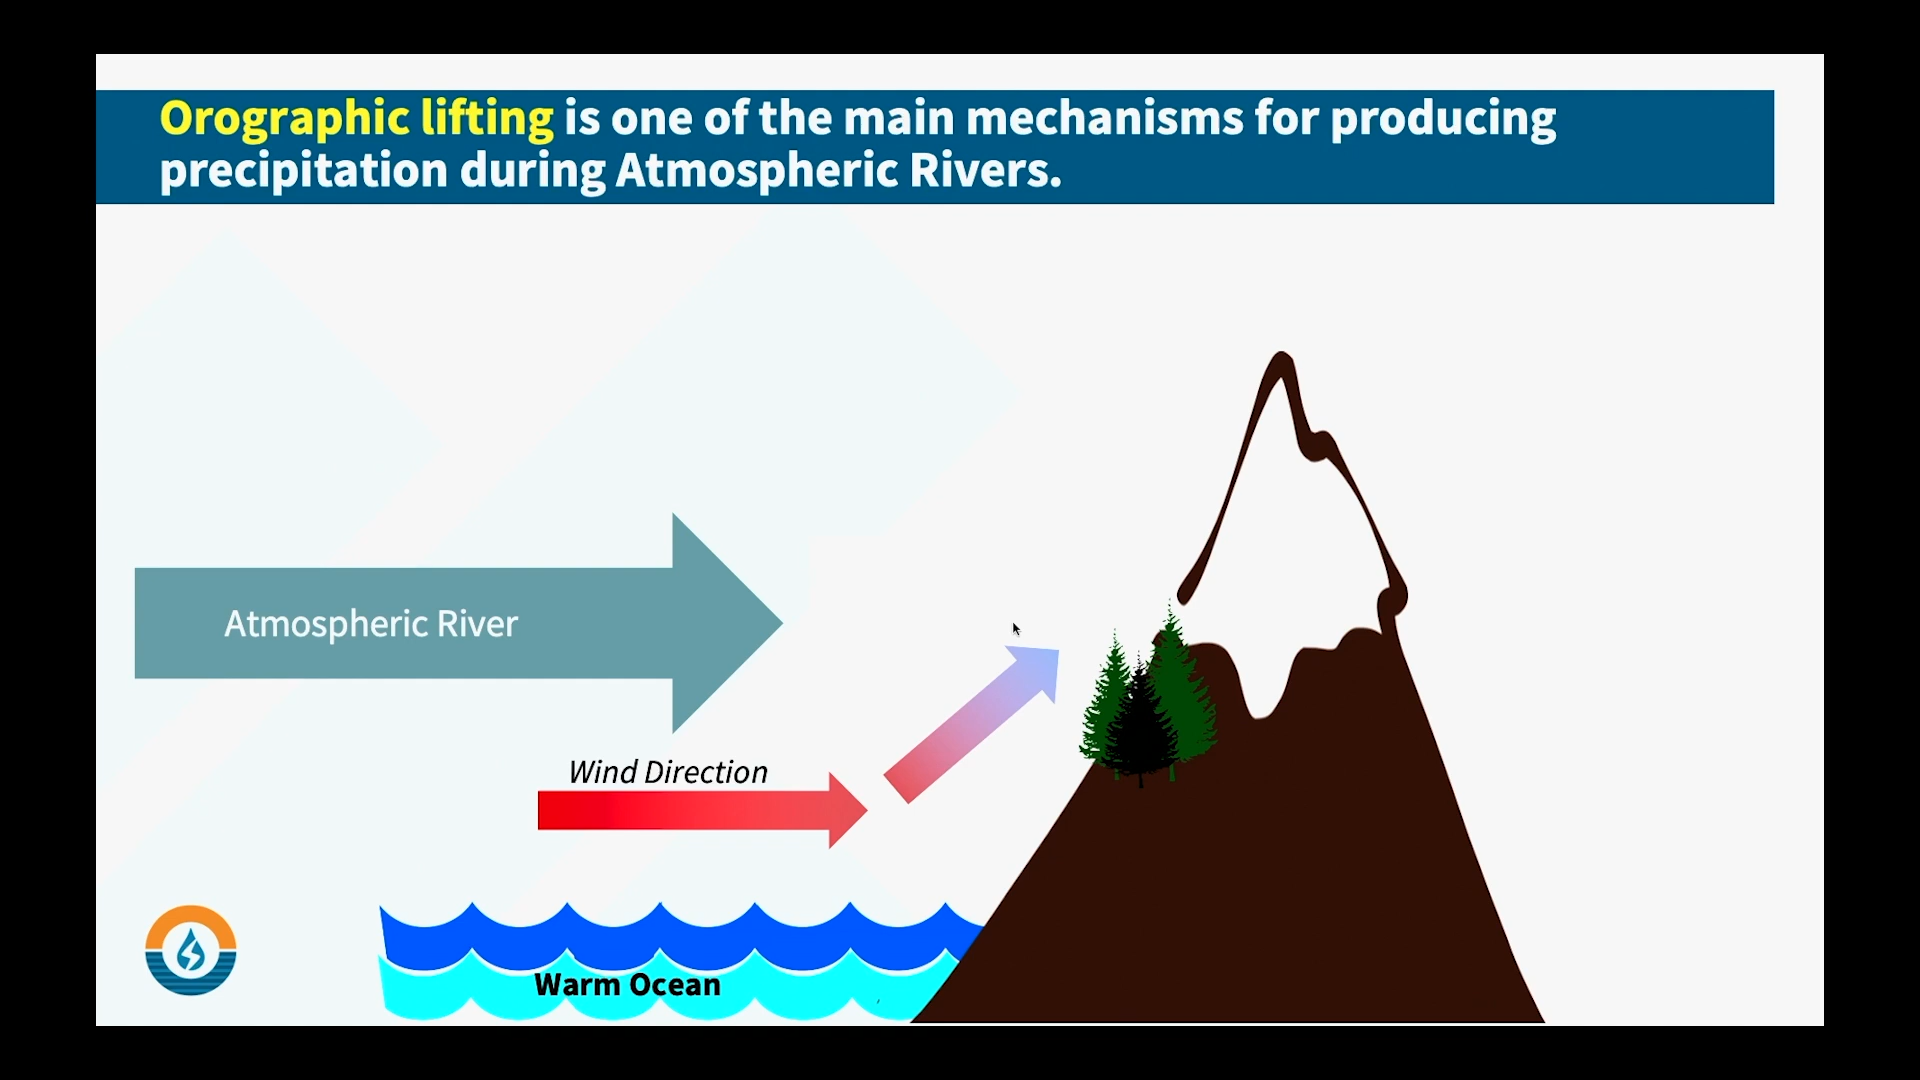 Orographic lifting is one of the main mechanisms for producing
precipitation during Atmospheric Rivers.
Atmospheric River
Wind Direction
Warm Ocean